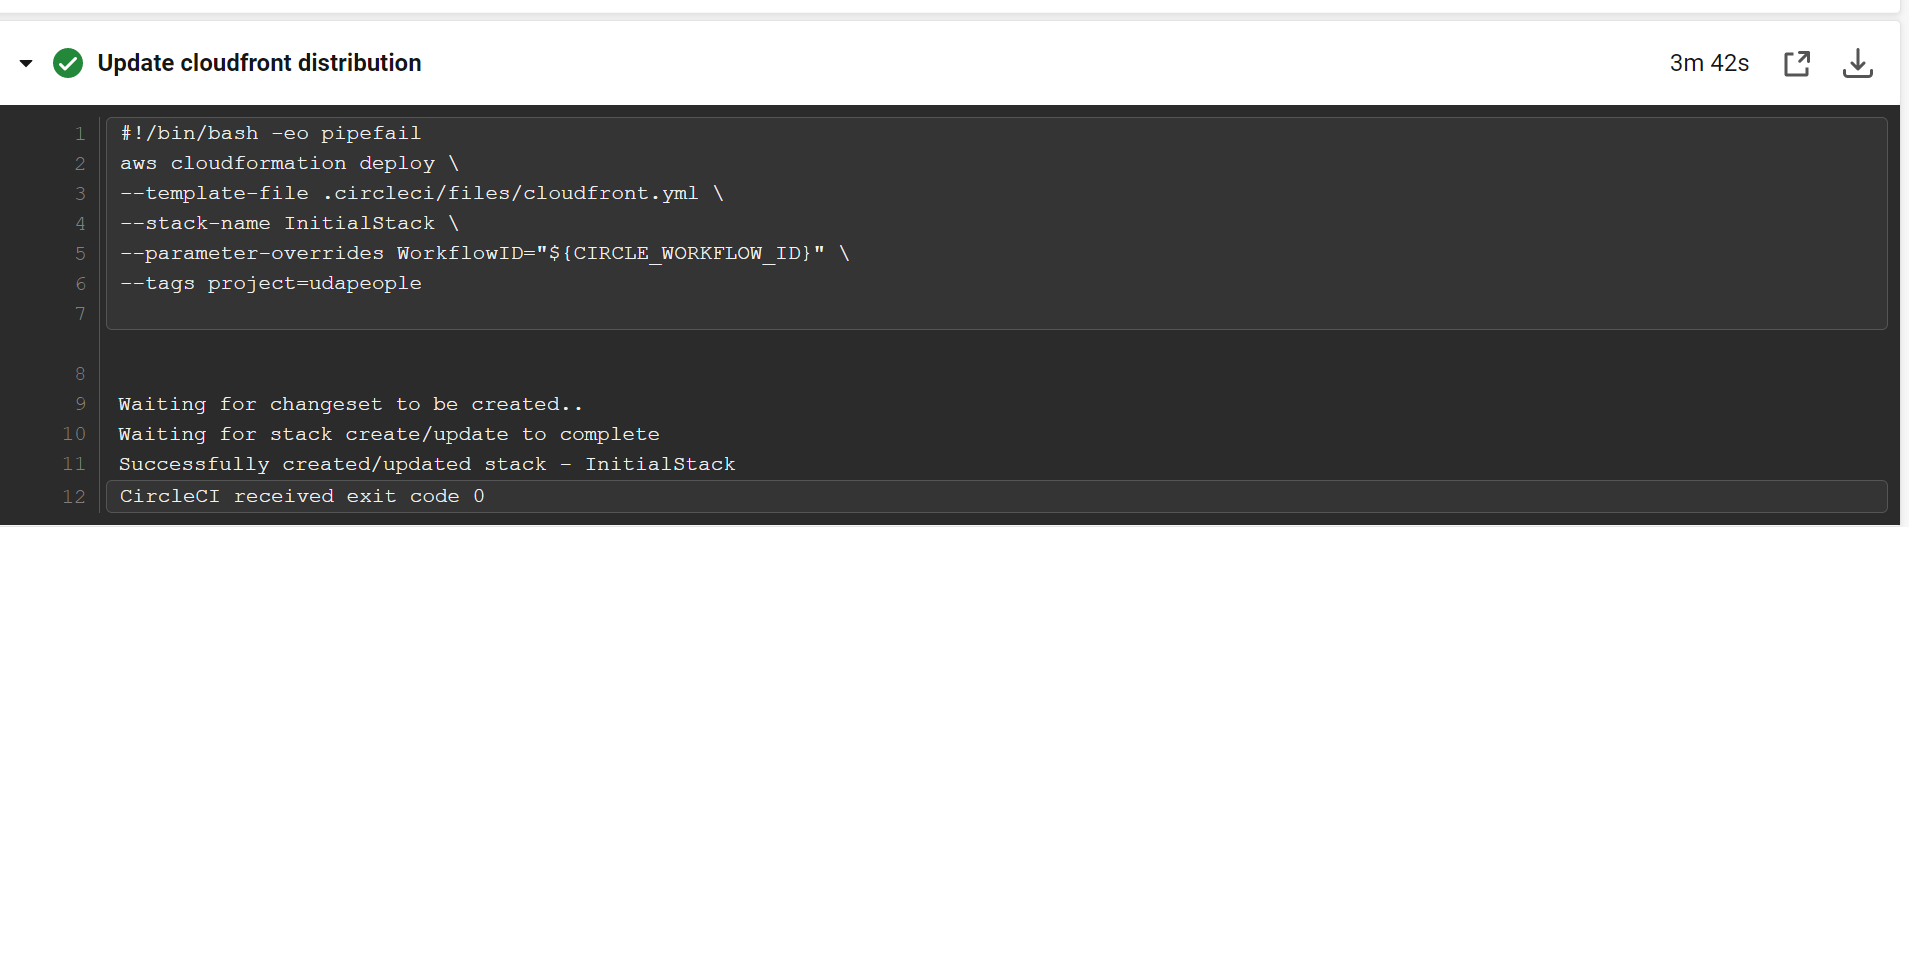 Update cloudfront distribution
3m 42s
1 #!/bin/bash -eo pipefail
2 aws cloudformation deploy \
3 --template-file .circleci/files/cloudfront.yml \
4 --stack-name InitialStack \
5 --parameter-overrides WorkflowID="${CIRCLE_WORKFLOW_ID}" \
6 --tags project=udapeople
7
8
9 Waiting for changeset to be created..
10 Waiting for stack create/update to complete
11 Successfully created/updated stack - InitialStack
12 CircleCI received exit code 0